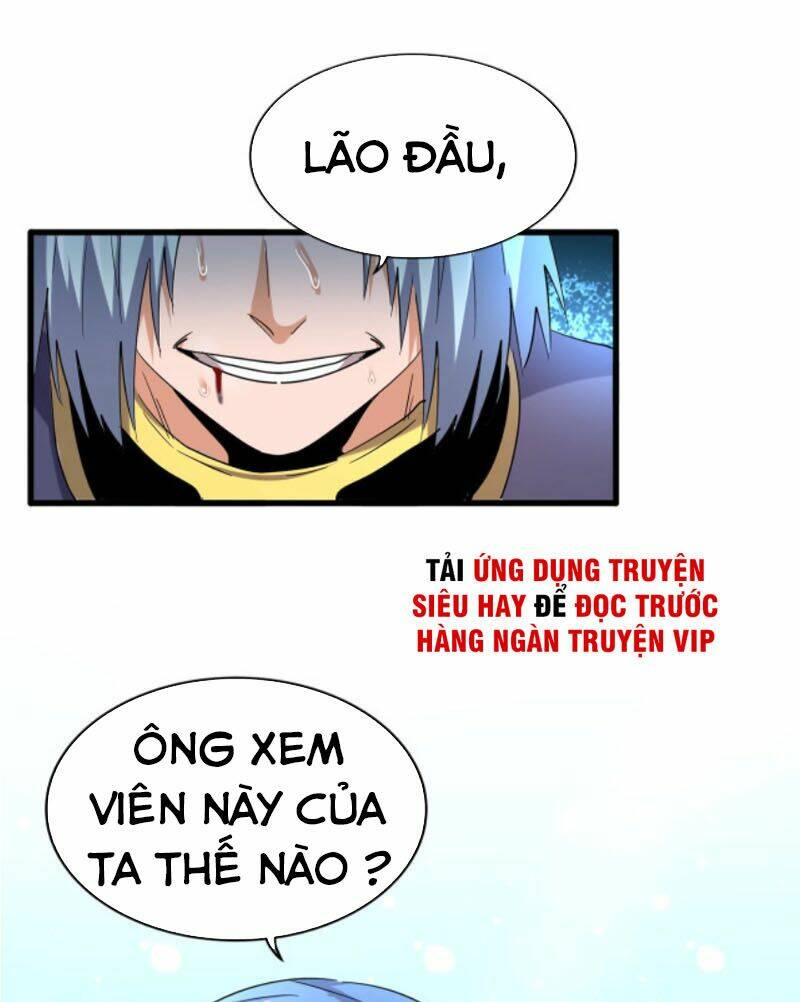 LÃO ĐẦU,
TẢI ỨNG DỤNG TRUYỆN
SIÊU HAY ĐỂ ĐỌC TRƯỚC
HÀNG NGÀN TRUYỆN VIP
ÔNG XEM
VIÊN NÀY CỦA
TA THẾ NÀO ?